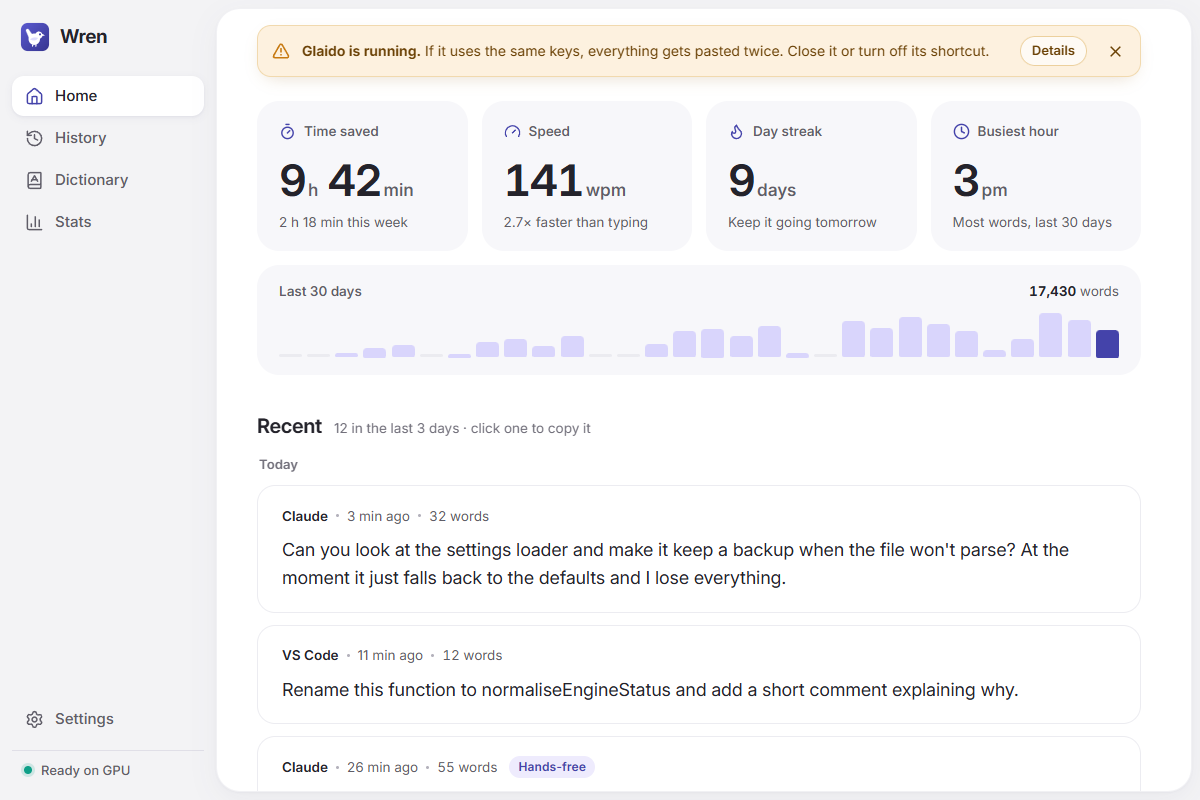 Wren
Home
History
Dictionary
Stats
Settings
Ready on GPU
Glaido is running. If it uses the same keys, everything gets pasted twice. Close it or turn off its shortcut.
Details
Time saved
9h 42min
2 h 18 min this week
Speed
141wpm
2.7× faster than typing
Day streak
9days
Keep it going tomorrow
Busiest hour
3pm
Most words, last 30 days
Last 30 days
17,430 words
Recent
12 in the last 3 days · click one to copy it
Today
Claude · 3 min ago · 32 words
Can you look at the settings loader and make it keep a backup when the file won't parse? At the
moment it just falls back to the defaults and I lose everything.
VS Code · 11 min ago · 12 words
Rename this function to normaliseEngineStatus and add a short comment explaining why.
Claude · 26 min ago · 55 words
Hands-free